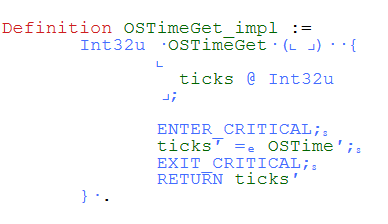 Definition OSTimeGet_impl :=
Int32u ·OSTimeGet·(⌞ ⌟)··{
⌞
ticks @ Int32u
⌟;
ENTER_CRITICAL;ₛ
ticks′ =ₑ OSTime′;ₛ
EXIT_CRITICAL;ₛ
RETURN ticks′
}·.